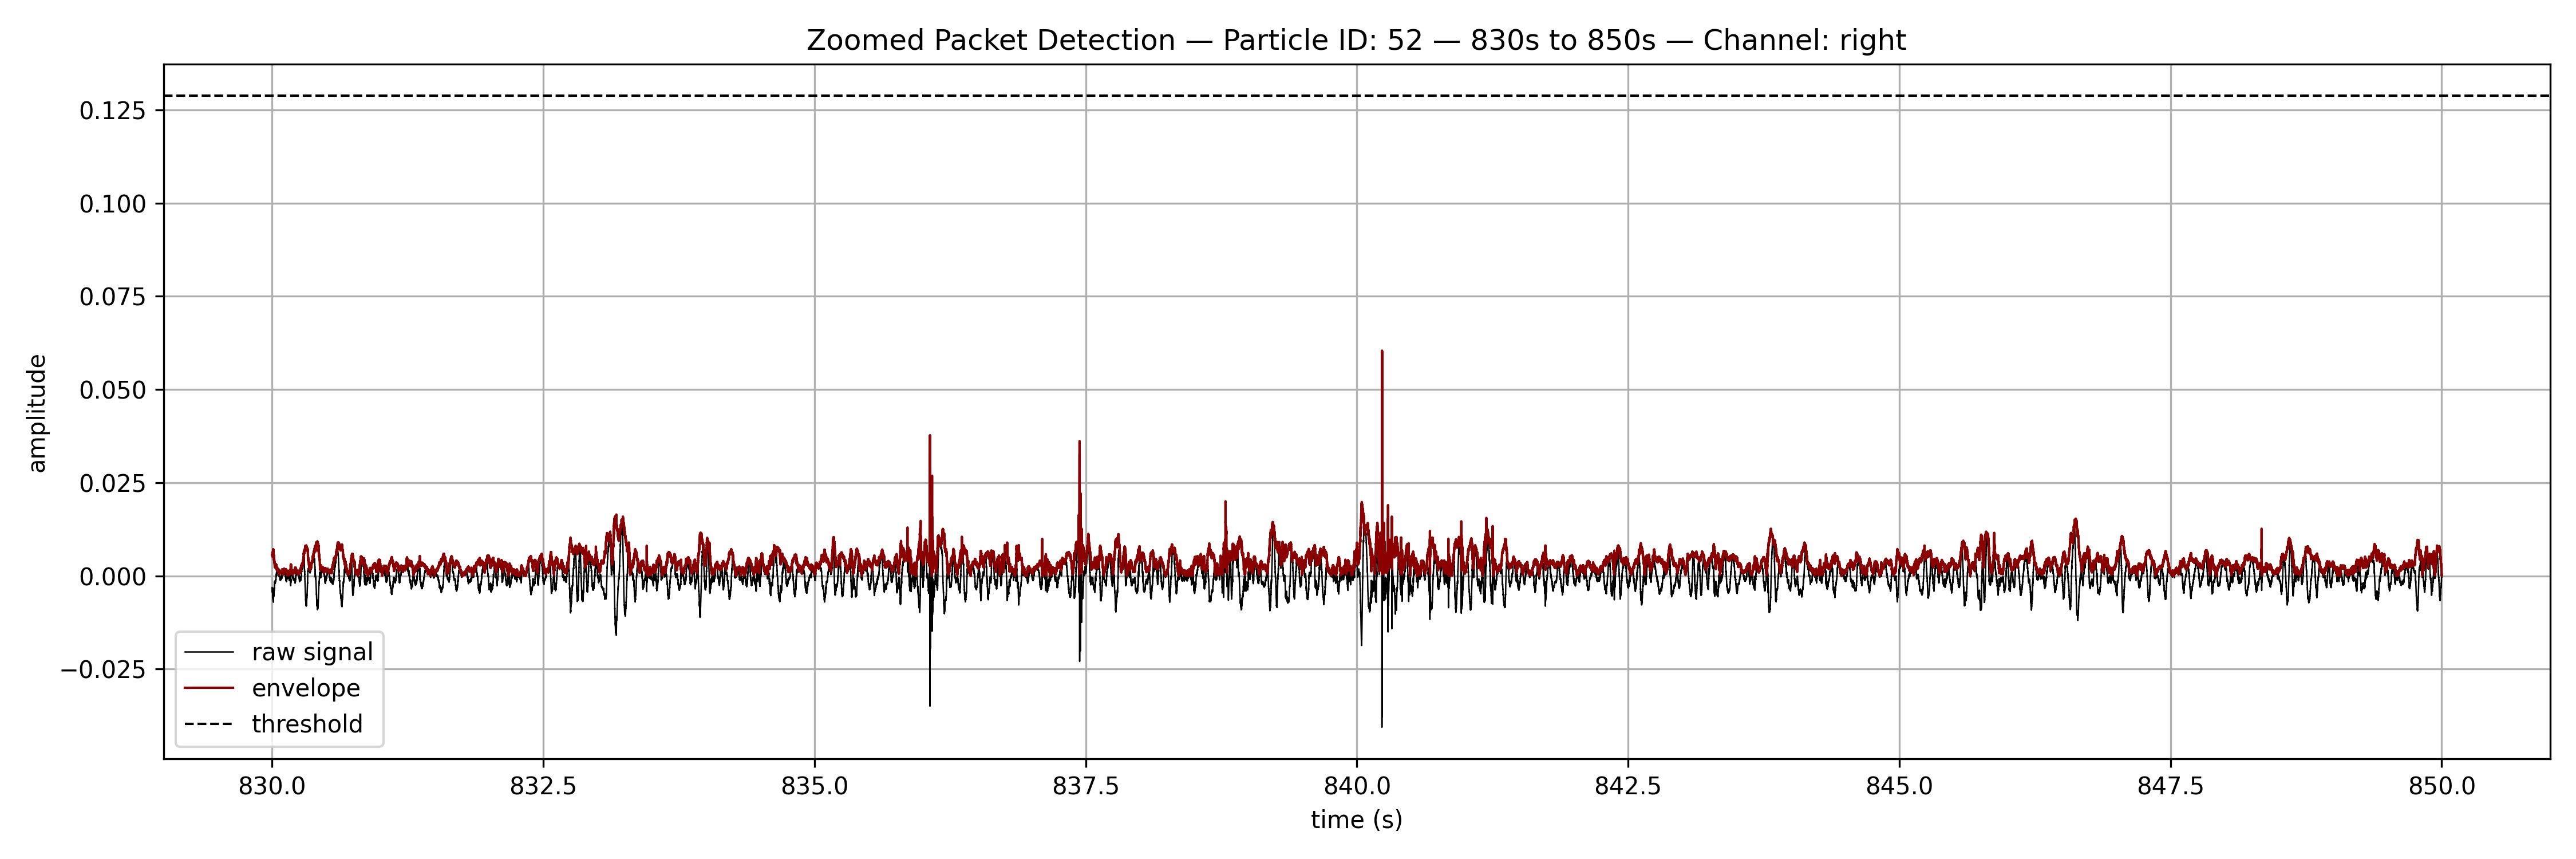 Zoomed Packet Detection — Particle ID: 52 — 830s to 850s — Channel: right
0.125
0.100
0.075
0.050
0.025
0.000
−0.025
amplitude
raw signal
envelope
threshold
830.0 832.5 835.0 837.5 840.0 842.5 845.0 847.5 850.0
time (s)